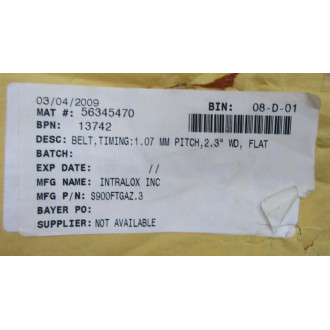 03/04/2009
MAT #: 56345470 BIN: 08-D-01
BPN: 13742
DESC: BELT,TIMING:1.07 MM PITCH,2.3" WD, FLAT
BATCH:
EXP DATE: / /
MFG NAME: INTRALOX INC
MFG P/N: S900FTGAZ.3
BAYER PO:
SUPPLIER: NOT AVAILABLE